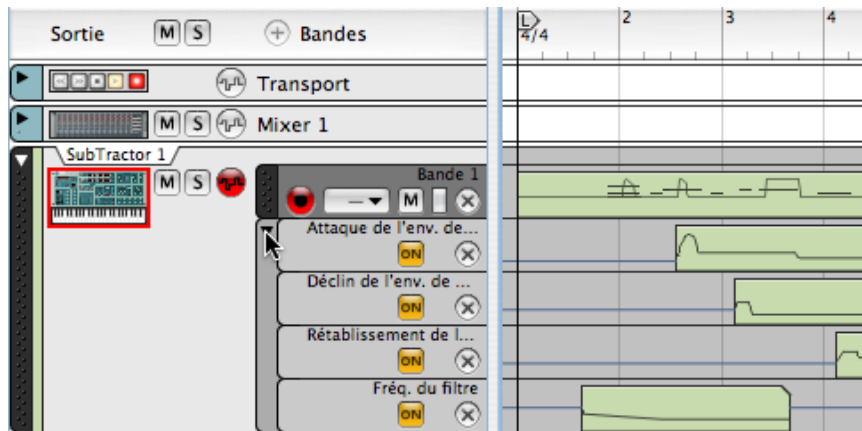 Sortie M S + Bandes
L 2 3 4
4/4
Transport
M S Mixer 1
SubTractor 1
M S
Bande 1
M
Attaque de l'env. de...
ON
Déclin de l'env. de ...
ON
Rétablissement de l...
ON
Fréq. du filtre
ON